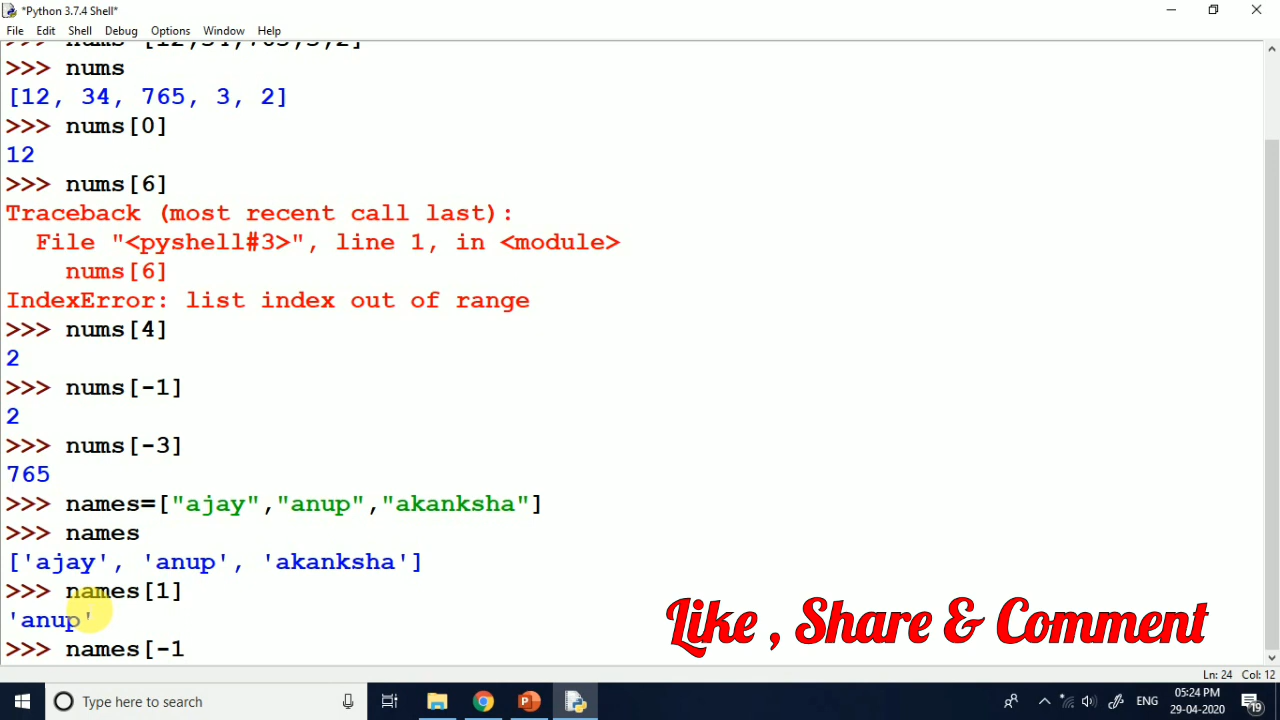 *Python 3.7.4 Shell*
File Edit Shell Debug Options Window Help
>>> nums
[12, 34, 765, 3, 2]
>>> nums[0]
12
>>> nums[6]
Traceback (most recent call last):
  File "<pyshell#3>", line 1, in <module>
    nums[6]
IndexError: list index out of range
>>> nums[4]
2
>>> nums[-1]
2
>>> nums[-3]
765
>>> names=["ajay","anup","akanksha"]
>>> names
['ajay', 'anup', 'akanksha']
>>> names[1]
'anup'
>>> names[-1
Like , Share & Comment
Ln: 24 Col: 12
Type here to search
ENG
05:24 PM
29-04-2020
19